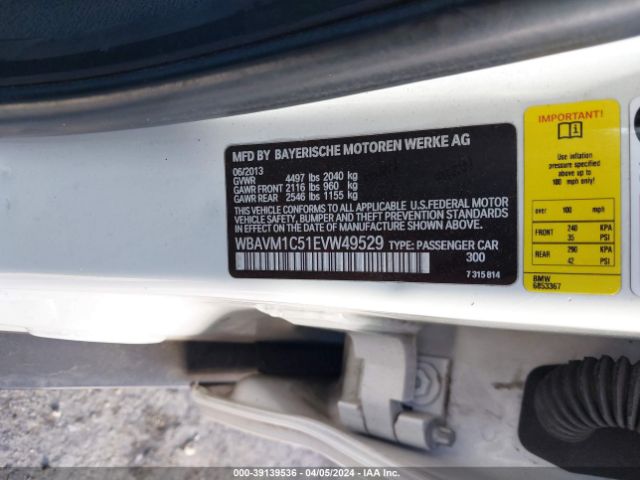 MFD BY BAYERISCHE MOTOREN WERKE AG
06/2013
GVWR 4497 lbs 2040 kg
GAWR FRONT 2116 lbs 960 kg
GAWR REAR 2546 lbs 1155 kg
THIS VEHICLE CONFORMS TO ALL APPLICABLE U.S.FEDERAL MOTOR
VEHICLE SAFETY, BUMPER AND THEFT PREVENTION STANDARDS
IN EFFECT ON THE DATE OF MANUFACTURE SHOWN ABOVE.
WBAVM1C51EVW49529 TYPE: PASSENGER CAR
300
7 315 814
IMPORTANT!
Cold inflation
pressure
specified above
up to
100 mph only
over 100 mph
FRONT 240 KPA
35 PSI
REAR 290 KPA
42 PSI
BMW
6853367
000-39139536 - 04/05/2024 - IAA Inc.